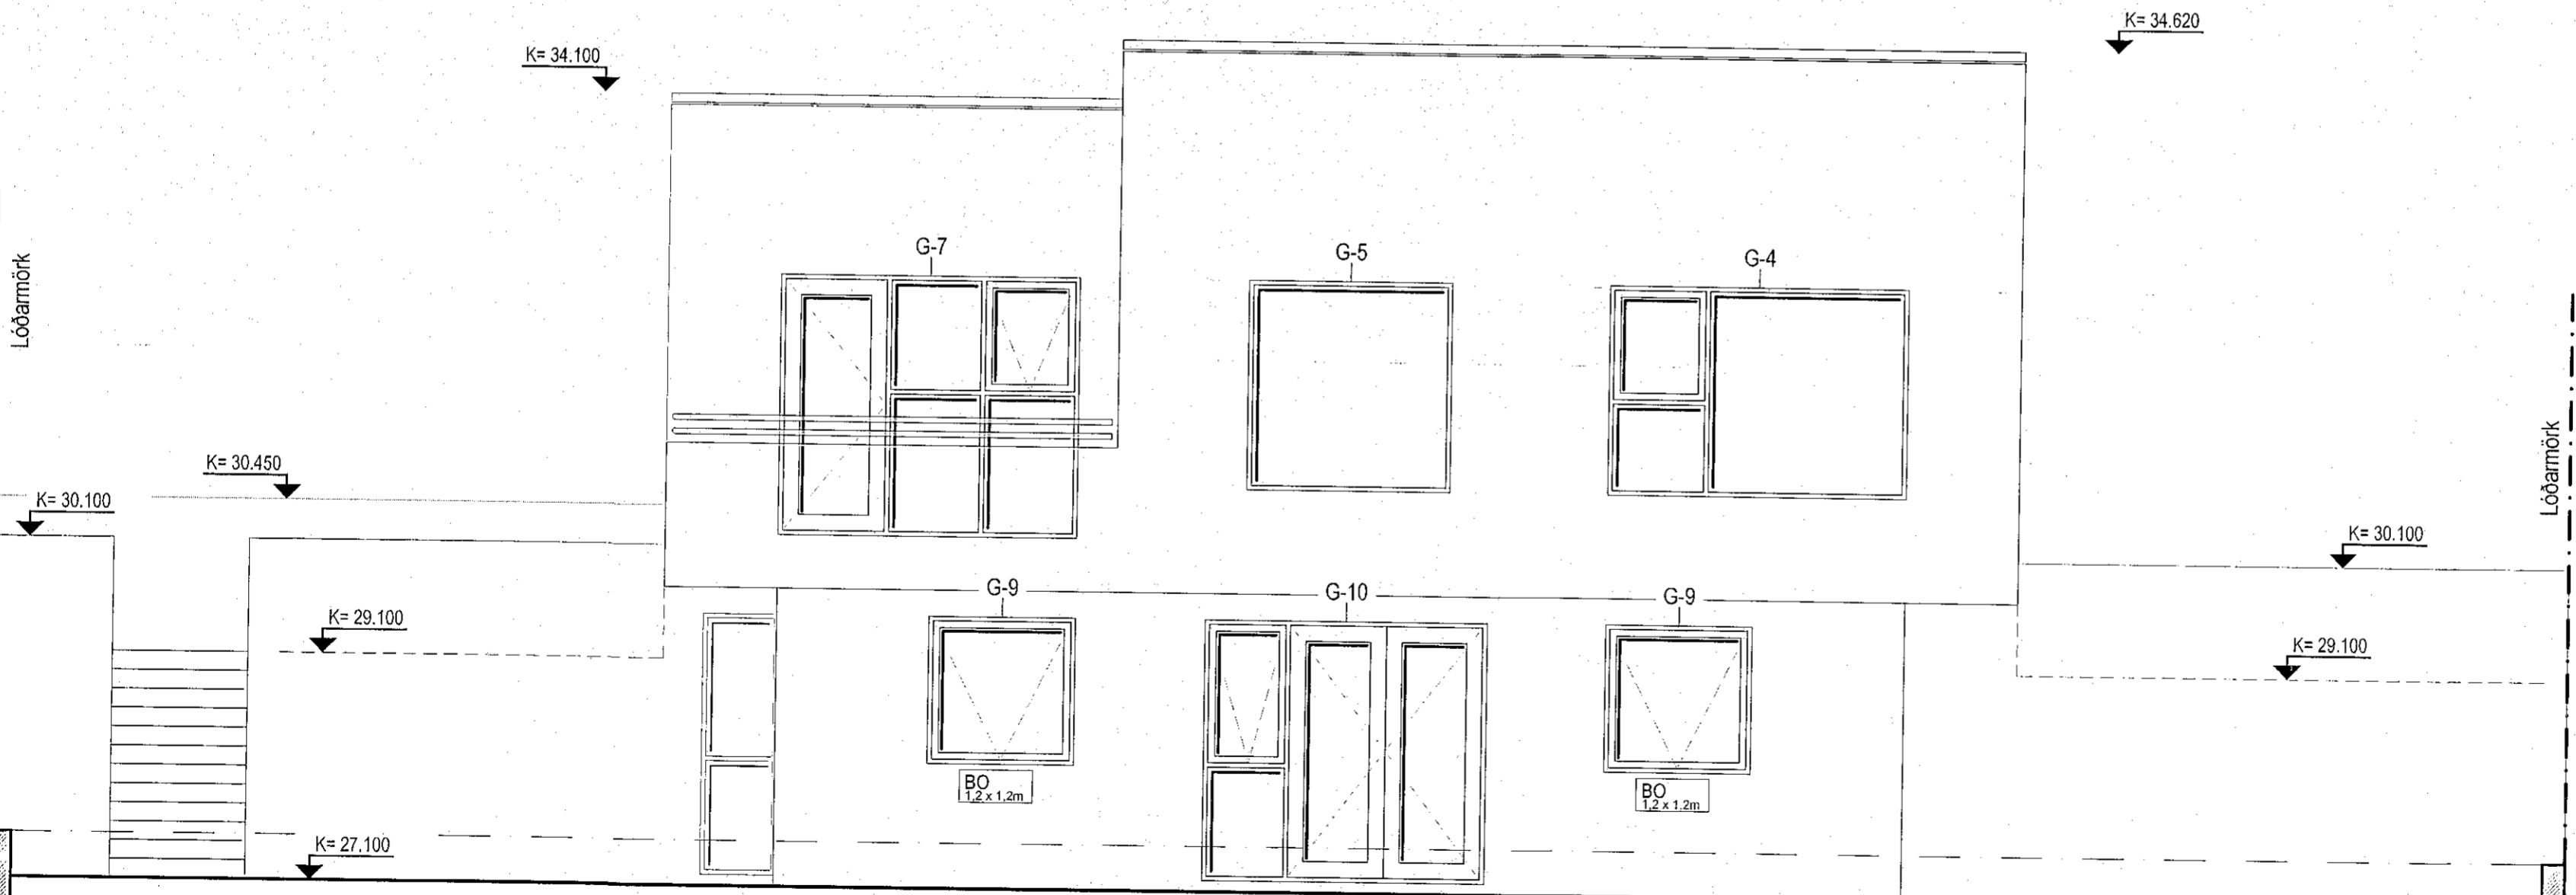 K= 34.620
K= 34.100
G-7
G-5
G-4
Lóðarmörk
Lóðarmörk
K= 30.450
K= 30.100
K= 30.100
G-9
G-10
G-9
K= 29.100
K= 29.100
BO
1,2 x 1,2m
BO
1,2 x 1,2m
K= 27.100